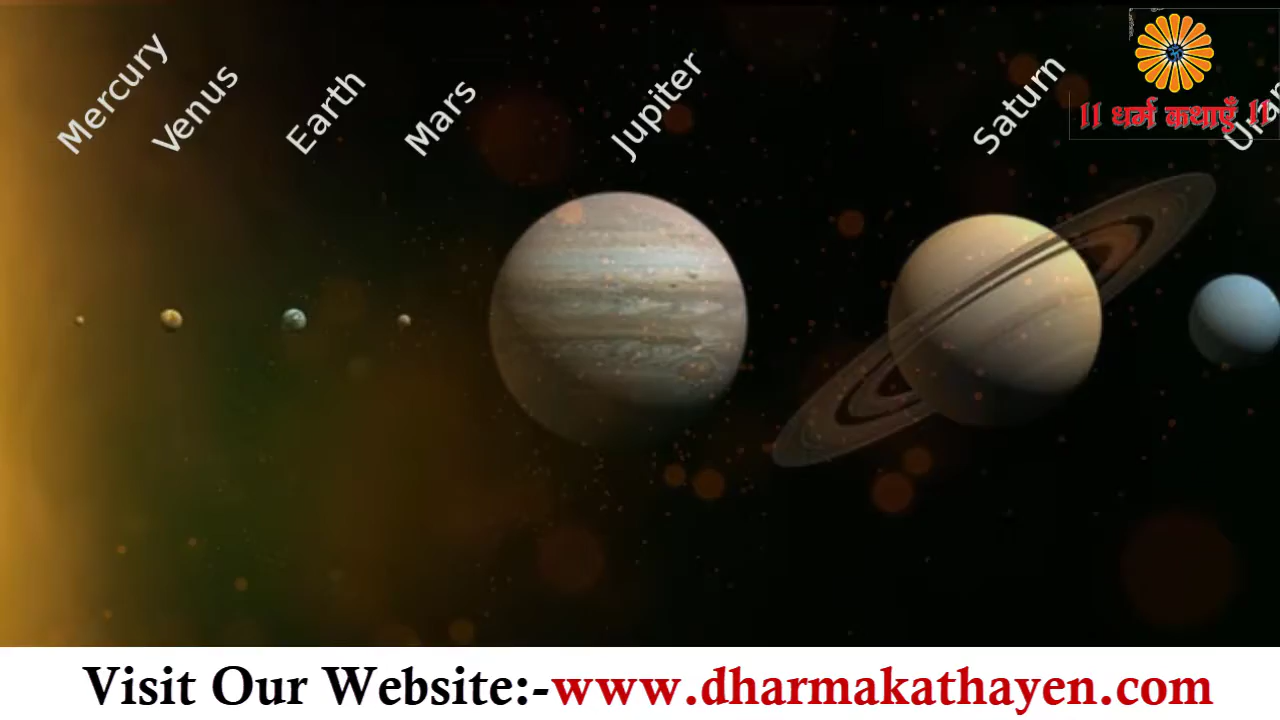 Mercury
Venus
Earth
Mars
Jupiter
Saturn
|| धर्म कथाएँ ||
Visit Our Website:-www.dharmakathayen.com